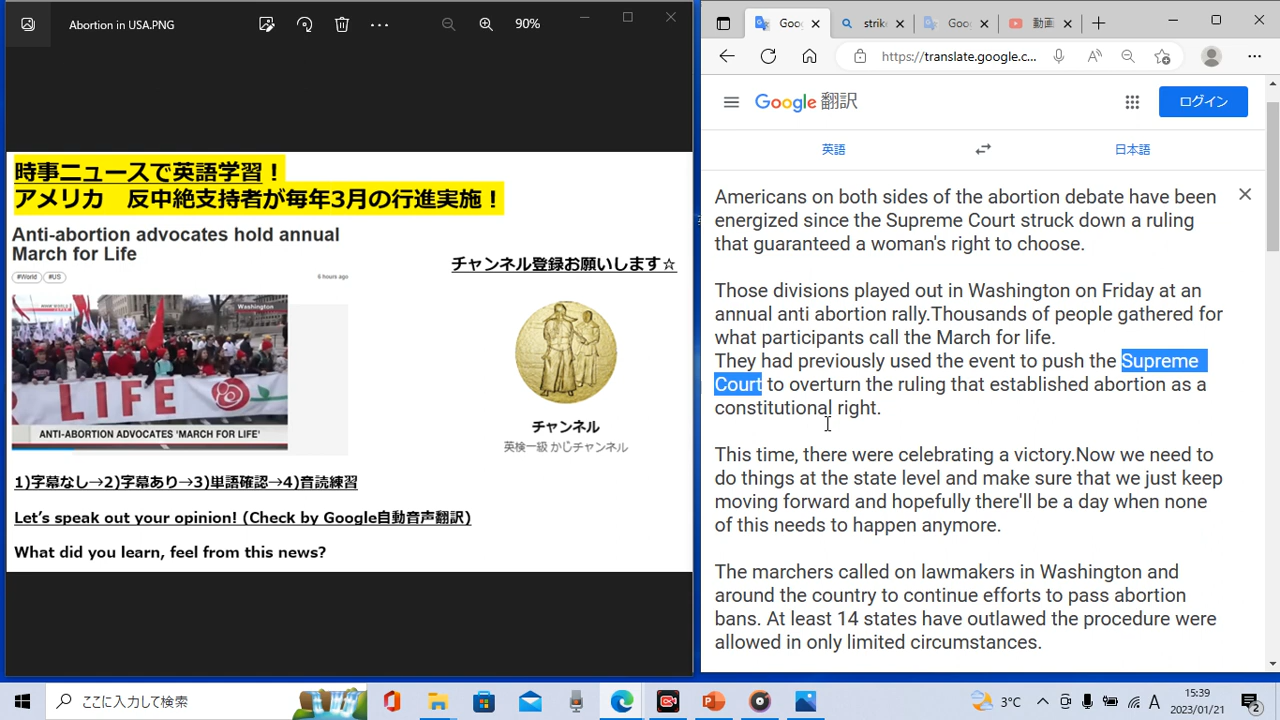 Abortion in USA.PNG
90%
時事ニュースで英語学習！
アメリカ　反中絶支持者が毎年3月の行進実施！
Anti-abortion advocates hold annual
March for Life
#World
#US
6 hours ago
チャンネル登録お願いします☆
Washington
LIFE
ANTI-ABORTION ADVOCATES 'MARCH FOR LIFE'
チャンネル
英検一級 かじチャンネル
1)字幕なし→2)字幕あり→3)単語確認→4)音読練習
Let's speak out your opinion! (Check by Google自動音声翻訳)
What did you learn, feel from this news?
Goo
strik
Goo
動画
https://translate.google.c...
Google 翻訳
ログイン
英語
日本語
Americans on both sides of the abortion debate have been
energized since the Supreme Court struck down a ruling
that guaranteed a woman's right to choose.
Those divisions played out in Washington on Friday at an
annual anti abortion rally.Thousands of people gathered for
what participants call the March for life.
They had previously used the event to push the Supreme
Court to overturn the ruling that established abortion as a
constitutional right.
This time, there were celebrating a victory.Now we need to
do things at the state level and make sure that we just keep
moving forward and hopefully there'll be a day when none
of this needs to happen anymore.
The marchers called on lawmakers in Washington and
around the country to continue efforts to pass abortion
bans. At least 14 states have outlawed the procedure were
allowed in only limited circumstances.
ここに入力して検索
3°C
A
15:39
2023/01/21
2